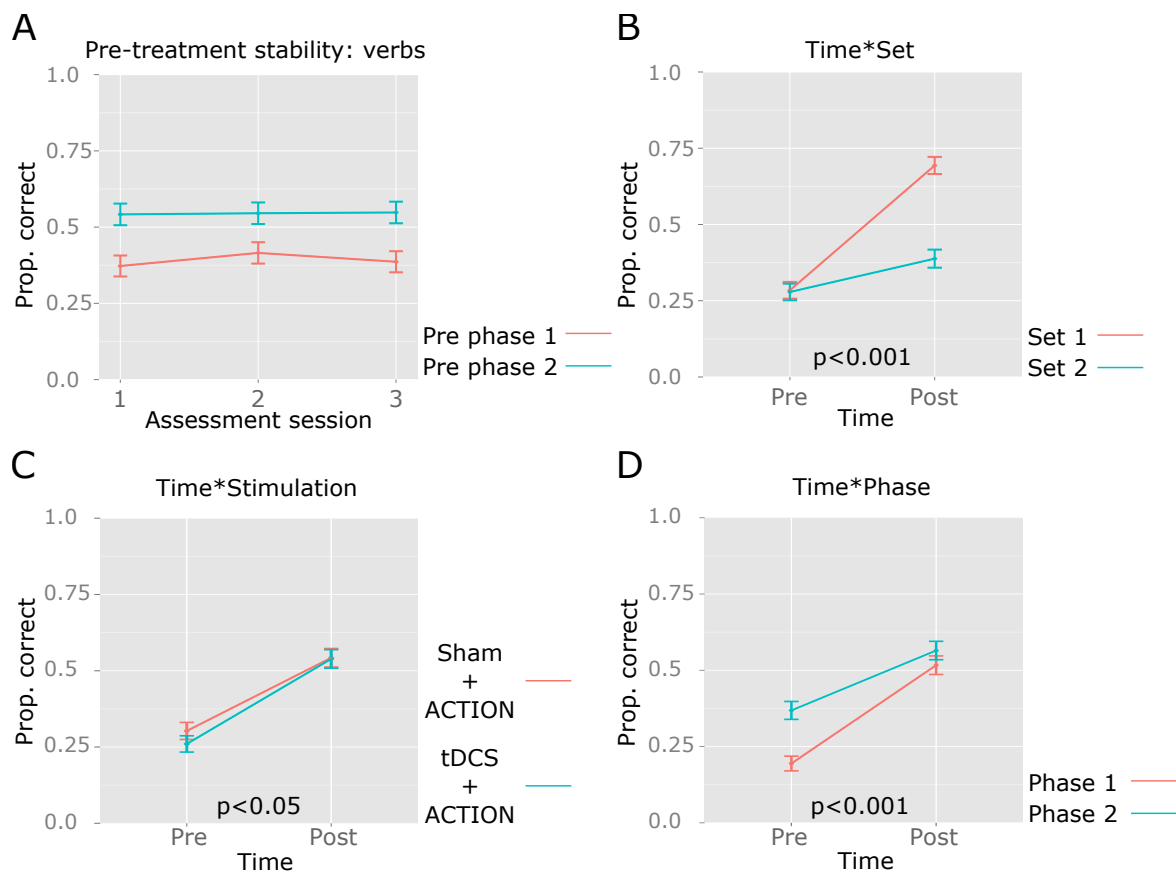 A
Pre-treatment stability: verbs
1.0
0.75
0.5
0.25
0.0
Prop. correct
1 2 3
Assessment session
Pre phase 1
Pre phase 2
B
Time*Set
1.0
0.75
0.5
0.25
0.0
Prop. correct
p<0.001
Pre Post
Time
Set 1
Set 2
C
Time*Stimulation
1.0
0.75
0.5
0.25
0.0
Prop. correct
p<0.05
Pre Post
Time
Sham
+
ACTION
tDCS
+
ACTION
D
Time*Phase
1.0
0.75
0.5
0.25
0.0
Prop. correct
p<0.001
Pre Post
Time
Phase 1
Phase 2